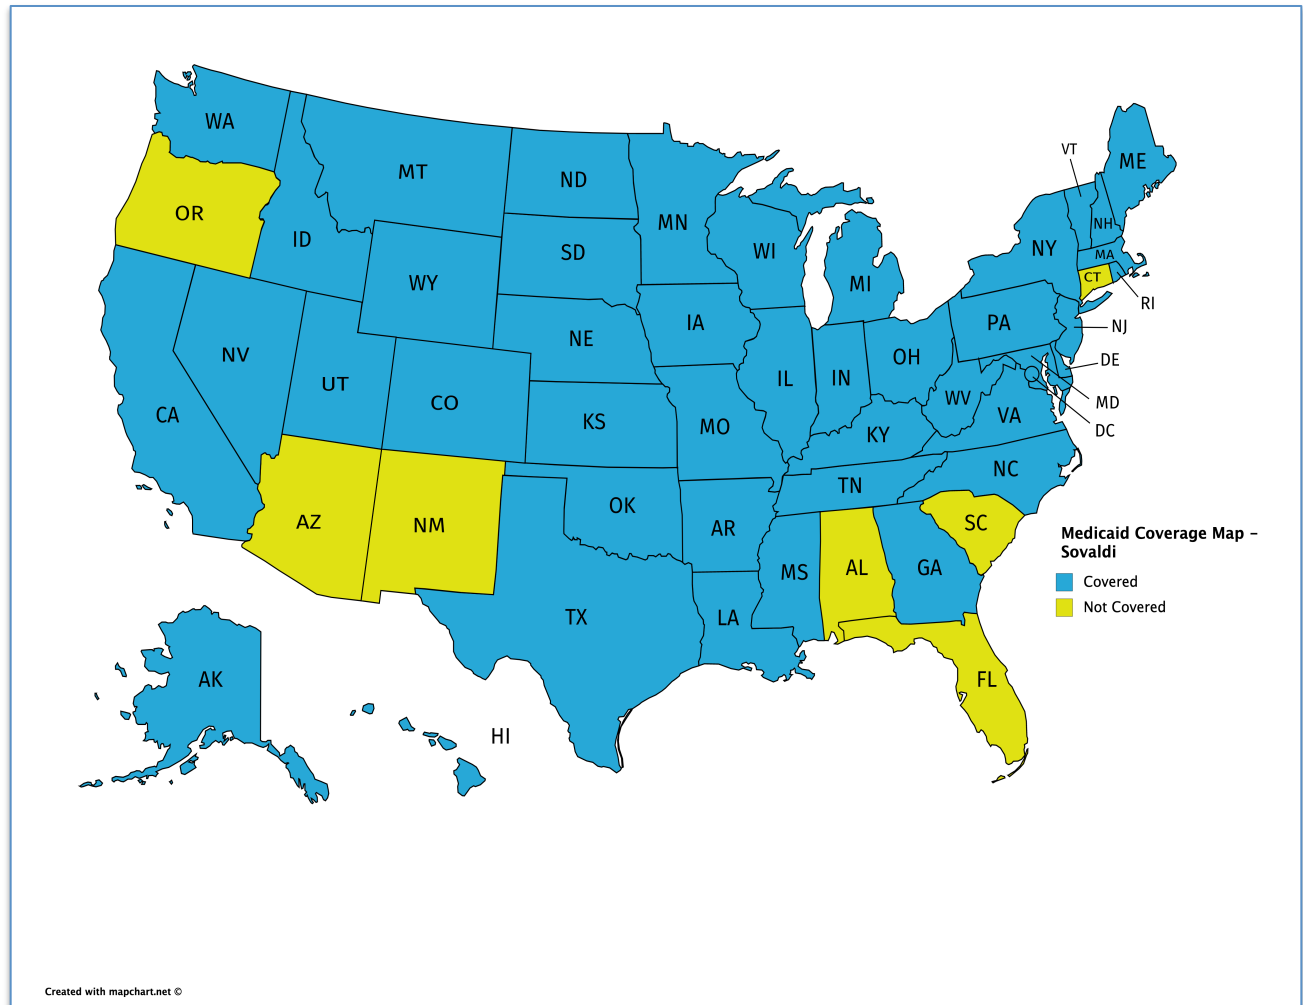 WA
MT
ND
MN
VT
ME
OR
ID
SD
WI
NH
NY
MA
WY
MI
CT
RI
IA
PA
NJ
NE
NV
OH
DE
UT
IL
IN
CO
WV
MD
CA
KS
MO
VA
DC
KY
NC
TN
OK
AZ
NM
AR
SC
Medicaid Coverage Map –
Sovaldi
MS
AL
GA
Covered
Not Covered
TX
LA
AK
FL
HI
Created with mapchart.net ©